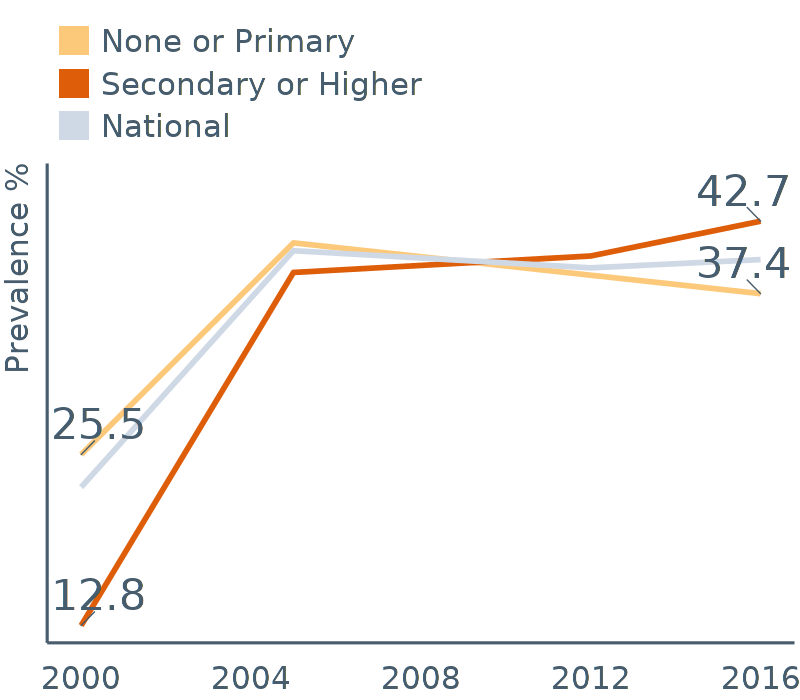 None or Primary
Secondary or Higher
National
Prevalence %
42.7
37.4
25.5
12.8
2000 2004 2008 2012 2016